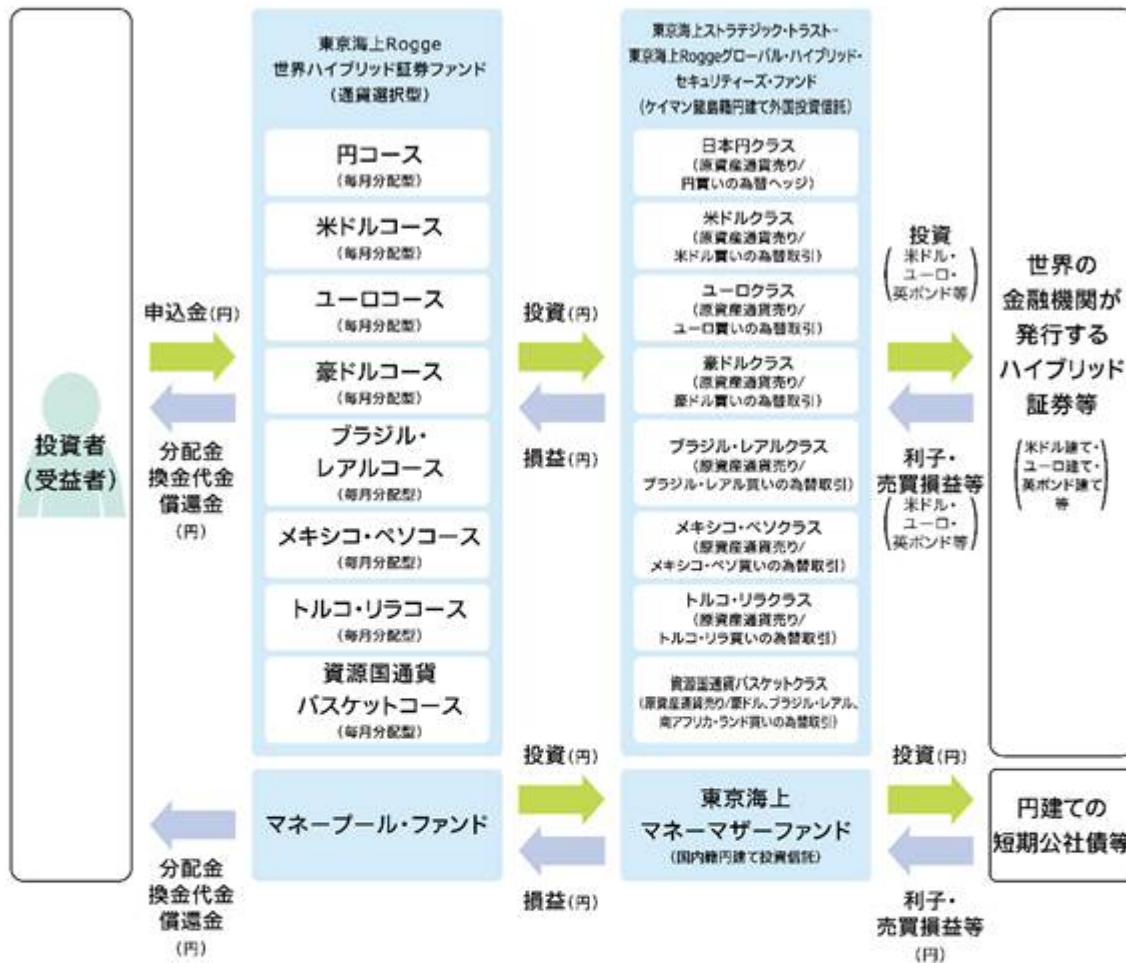 投資者
(受益者)
申込金(円)
分配金
換金代金
償還金
(円)
東京海上Rogge
世界ハイブリッド証券ファンド
(通貨選択型)
円コース
(毎月分配型)
米ドルコース
(毎月分配型)
ユーロコース
(毎月分配型)
豪ドルコース
(毎月分配型)
ブラジル・
レアルコース
(毎月分配型)
メキシコ・ペソコース
(毎月分配型)
トルコ・リラコース
(毎月分配型)
資源国通貨
バスケットコース
(毎月分配型)
投資(円)
損益(円)
東京海上ストラテジック・トラスト-
東京海上Roggeグローバル・ハイブリッド・
セキュリティーズ・ファンド
(ケイマン籍円建て外国投資信託)
日本円クラス
(原資産通貨売り/
円買いの為替ヘッジ)
米ドルクラス
(原資産通貨売り/
米ドル買いの為替取引)
ユーロクラス
(原資産通貨売り/
ユーロ買いの為替取引)
豪ドルクラス
(原資産通貨売り/
豪ドル買いの為替取引)
ブラジル・レアルクラス
(原資産通貨売り/
ブラジル・レアル買いの為替取引)
メキシコ・ペソクラス
(原資産通貨売り/
メキシコ・ペソ買いの為替取引)
トルコ・リラクラス
(原資産通貨売り/
トルコ・リラ買いの為替取引)
資源国通貨バスケットクラス
(原資産通貨売り/豪ドル、ブラジル・レアル、
南アフリカ・ランド買いの為替取引)
投資
(米ドル・
ユーロ・
英ポンド等)
利子・
売買損益等
(米ドル・
ユーロ・
英ポンド等)
世界の
金融機関が
発行する
ハイブリッド
証券等
(米ドル建て・
ユーロ建て・
英ポンド建て
等)
分配金
換金代金
償還金
(円)
マネープール・ファンド
投資(円)
損益(円)
東京海上
マネーマザーファンド
(国内籍円建て投資信託)
投資(円)
利子・
売買損益等
(円)
円建ての
短期公社債等